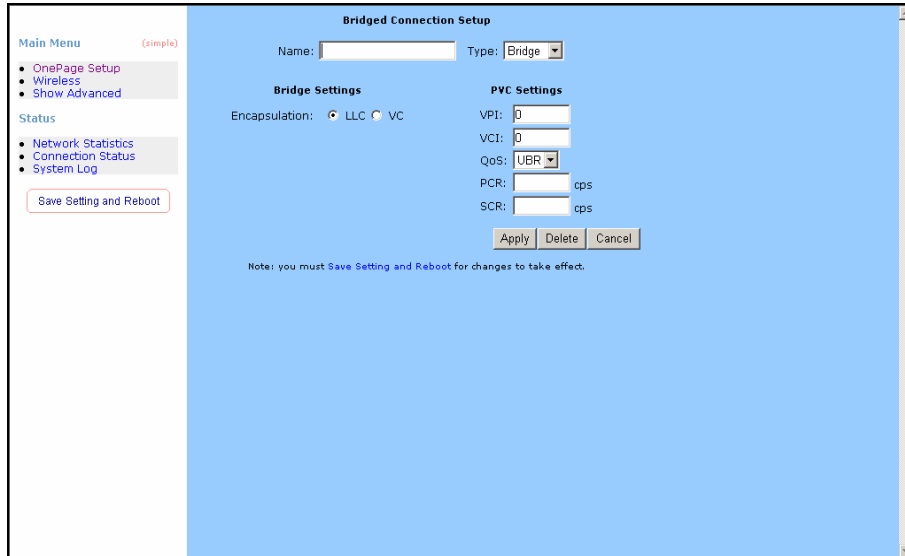 Bridged Connection Setup
Main Menu (simple)
Name: Type: Bridge
OnePage Setup
Wireless
Show Advanced
Bridge Settings PVC Settings
Encapsulation: LLC VC VPI: 0
Status
VCI: 0
Network Statistics
Connection Status
System Log
QoS: UBR
PCR: cps
Save Setting and Reboot
SCR: cps
Apply Delete Cancel
Note: you must Save Setting and Reboot for changes to take effect.